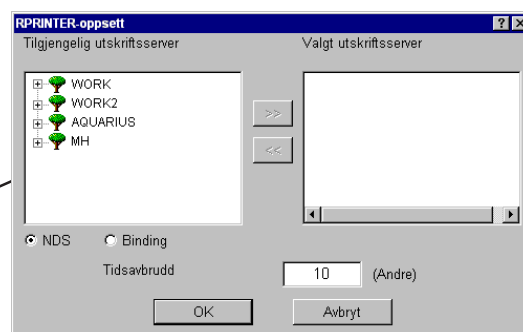 RPRINTER-oppsett
Tilgjengelig utskriftsserver Valgt utskriftsserver
WORK
WORK2
AQUARIUS
MH
>>
<<
NDS Binding
Tidsavbrudd 10 (Andre)
OK Avbryt